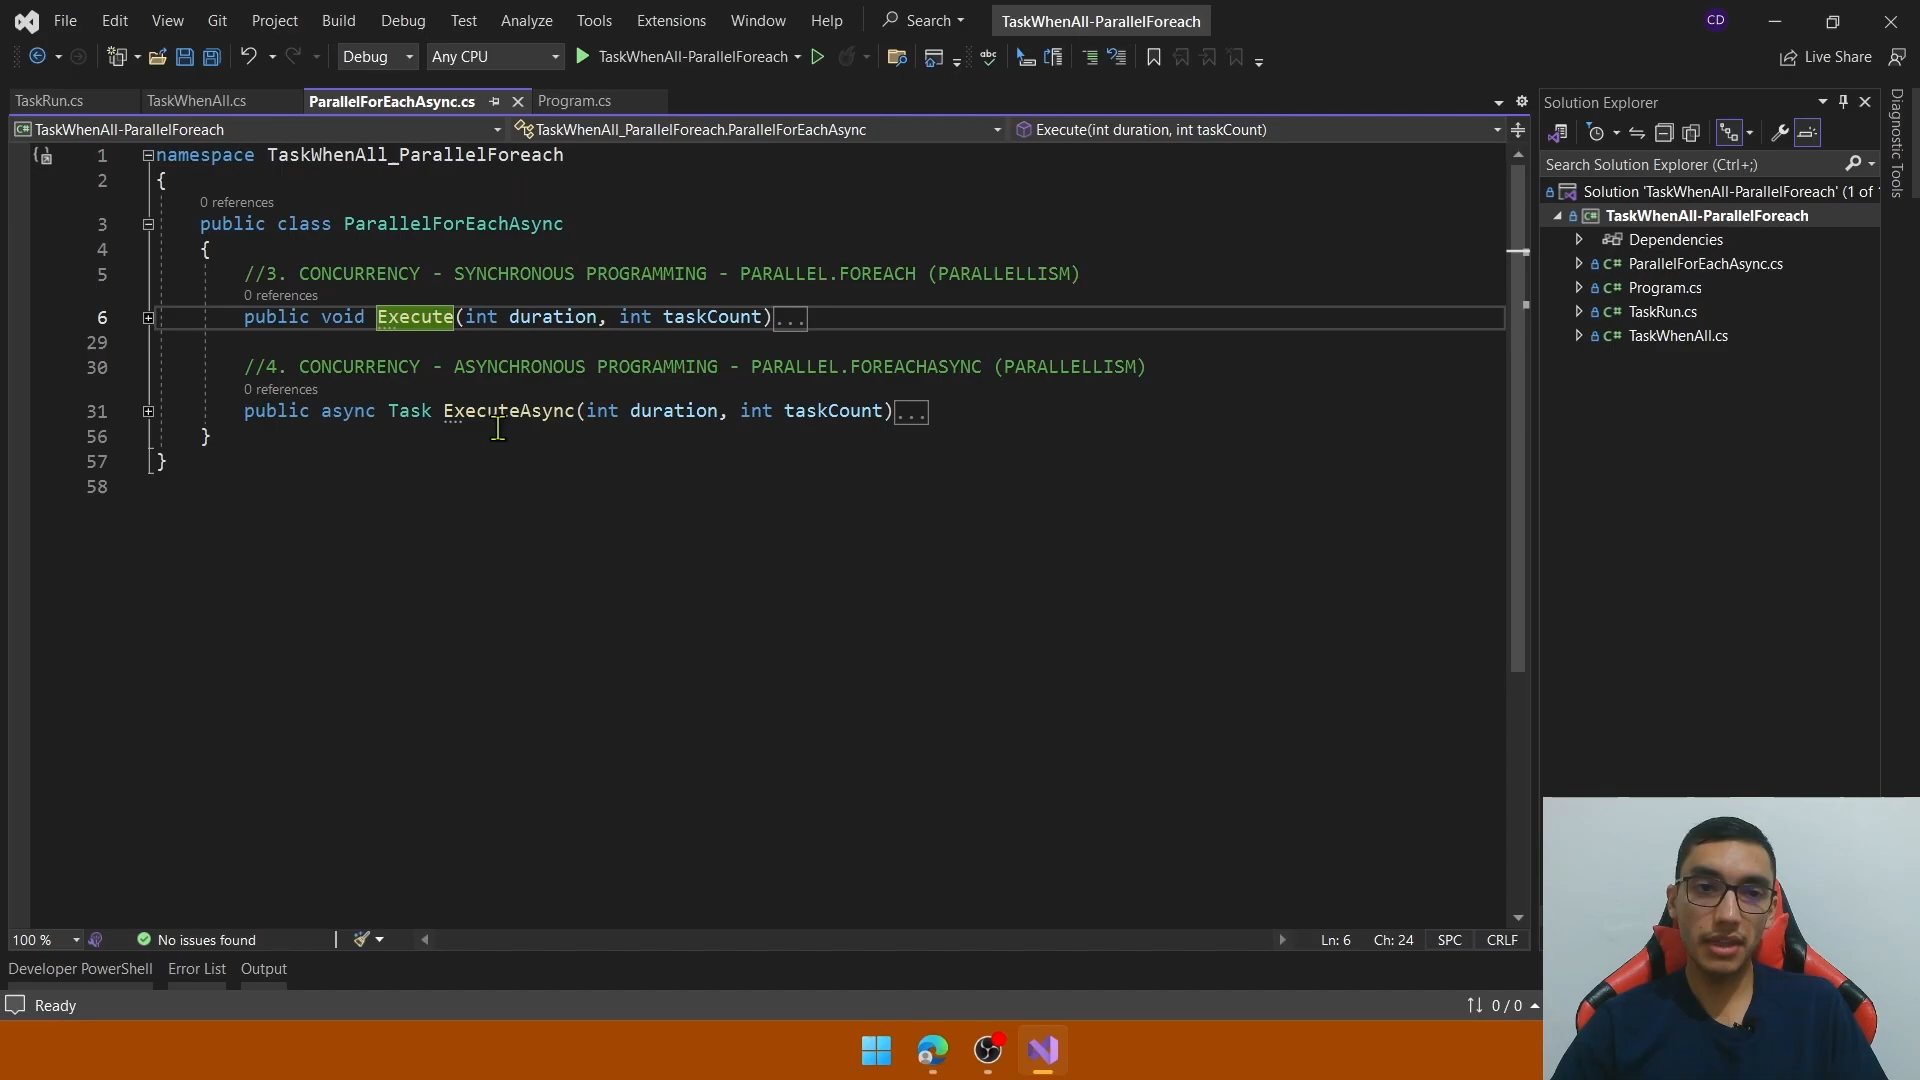 File Edit View Git Project Build Debug Test Analyze Tools Extensions Window Help Search TaskWhenAll-ParallelForeach CD
Debug Any CPU TaskWhenAll-ParallelForeach Live Share
TaskRun.cs TaskWhenAll.cs ParallelForEachAsync.cs Program.cs
TaskWhenAll-ParallelForeach TaskWhenAll_ParallelForeach.ParallelForEachAsync Execute(int duration, int taskCount)
1 namespace TaskWhenAll_ParallelForeach
2 {
0 references
3 public class ParallelForEachAsync
4 {
5 //3. CONCURRENCY - SYNCHRONOUS PROGRAMMING - PARALLEL.FOREACH (PARALLELLISM)
0 references
6 public void Execute(int duration, int taskCount)...
29
30 //4. CONCURRENCY - ASYNCHRONOUS PROGRAMMING - PARALLEL.FOREACHASYNC (PARALLELLISM)
0 references
31 public async Task ExecuteAsync(int duration, int taskCount)...
56 }
57 }
58
100 % No issues found Ln: 6 Ch: 24 SPC CRLF
Developer PowerShell Error List Output
Ready 0 / 0
Solution Explorer
Search Solution Explorer (Ctrl+;)
Solution 'TaskWhenAll-ParallelForeach' (1 of
TaskWhenAll-ParallelForeach
Dependencies
C# ParallelForEachAsync.cs
C# Program.cs
C# TaskRun.cs
C# TaskWhenAll.cs
Diagnostic Tools